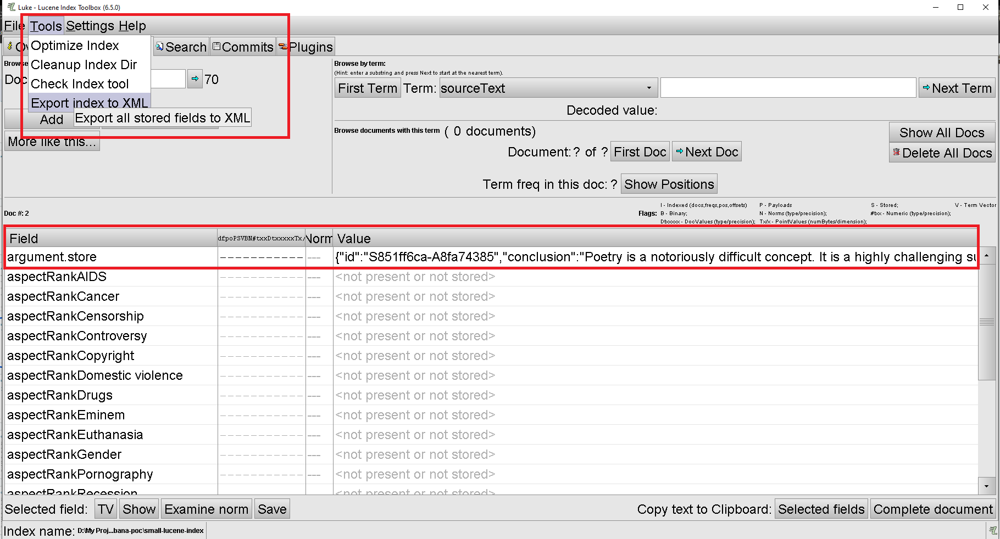 Luke - Lucene Index Toolbox (6.5.0)
File Tools Settings Help
Optimize Index
Cleanup Index Dir
Check Index tool
Export index to XML
Export all stored fields to XML
Search Commits Plugins
Browse
70
Add
More like this...
Browse by term:
(Hint: enter a substring and press Next to start at the nearest term).
First Term Term: sourceText Next Term
Decoded value:
Browse documents with this term ( 0 documents)
Show All Docs
Document: ? of ? First Doc Next Doc
Delete All Docs
Term freq in this doc: ? Show Positions
Doc #: 2
Flags:
I - Indexed (docs,freqs,pos,offsets) P - Payloads S - Stored; V - Term Vector
B - Binary; N - Norms (type/precision); #txx - Numeric (type/precision);
Dtxxxxx - DocValues (type/precision); Tx/x - PointValues (numBytes/dimension);
Field dfpoPSVBN#txxDtxxxxxTx/ Norm Value
argument.store ----------- --- {"id":"S851ff6ca-A8fa74385","conclusion":"Poetry is a notoriously difficult concept. It is a highly challenging su
aspectRankAIDS ----------- --- <not present or not stored>
aspectRankCancer ----------- --- <not present or not stored>
aspectRankCensorship ----------- --- <not present or not stored>
aspectRankControversy ----------- --- <not present or not stored>
aspectRankCopyright ----------- --- <not present or not stored>
aspectRankDomestic violence ----------- --- <not present or not stored>
aspectRankDrugs ----------- --- <not present or not stored>
aspectRankEminem ----------- --- <not present or not stored>
aspectRankEuthanasia ----------- --- <not present or not stored>
aspectRankGender ----------- --- <not present or not stored>
aspectRankPornography ----------- --- <not present or not stored>
aspectRankRecession
Selected field: TV Show Examine norm Save Copy text to Clipboard: Selected fields Complete document
Index name: D:\My Proj...bana-poc\small-lucene-index